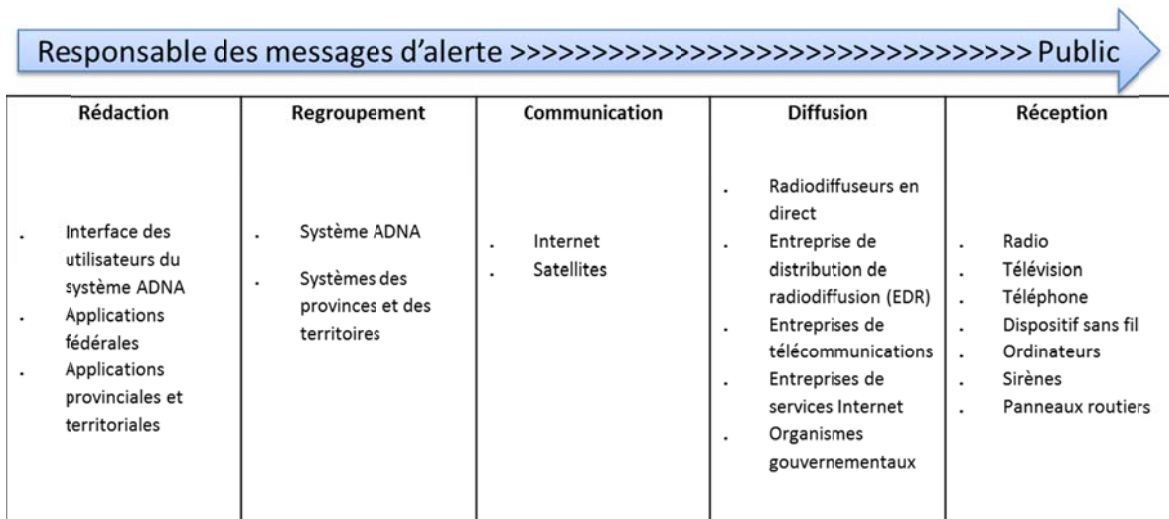 Responsable des messages d’alerte >>>>>>>>>>>>>>>>>>>>>>>>>>>>>>>>> Public
Rédaction
. Interface des
utilisateurs du
système ADNA
. Applications
fédérales
. Applications
provinciales et
territoriales
Regroupement
. Système ADNA
. Systèmes des
provinces et des
territoires
Communication
. Internet
. Satellites
Diffusion
. Radiodiffuseurs en
direct
. Entreprise de
distribution de
radiodiffusion (EDR)
. Entreprises de
télécommunications
. Entreprises de
services Internet
. Organismes
gouvernementaux
Réception
. Radio
. Télévision
. Téléphone
. Dispositif sans fil
. Ordinateurs
. Sirènes
. Panneaux routiers